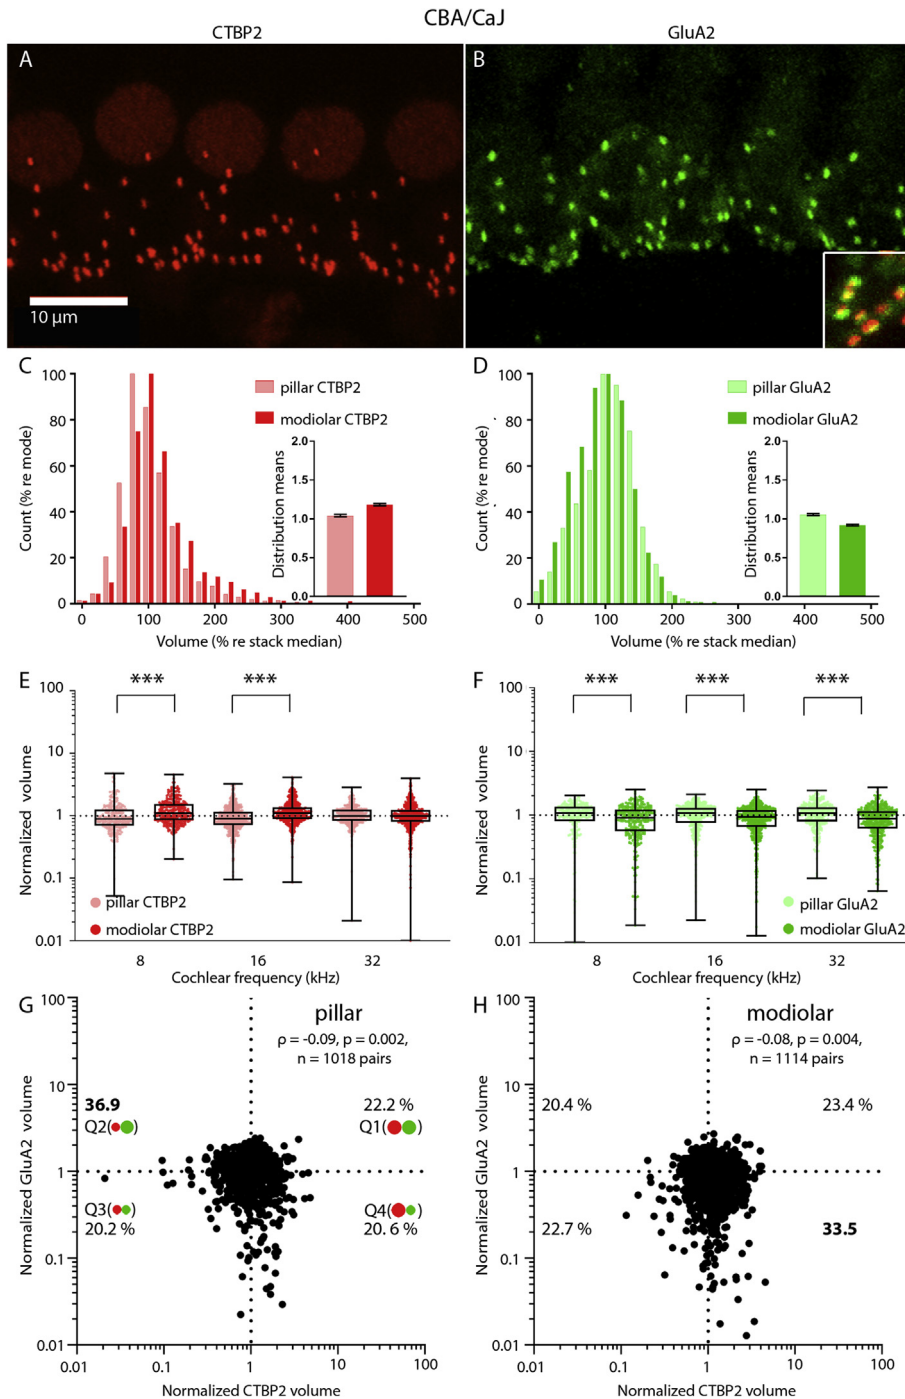 CBA/CaJ
CTBP2
GluA2
A
B
10 µm
C
100
80
60
40
20
0
Count (% re mode)
pillar CTBP2
modiolar CTBP2
Distribution means
2.0
1.5
1.0
0.5
0.0
0
100
200
300
400
500
Volume (% re stack median)
D
100
80
60
40
20
0
Count (% re mode)
pillar GluA2
modiolar GluA2
Distribution means
2.0
1.5
1.0
0.5
0.0
0
100
200
300
400
500
Volume (% re stack median)
E
100
10
1
0.1
0.01
Normalized volume
***
***
pillar CTBP2
modiolar CTBP2
8
16
32
Cochlear frequency (kHz)
F
100
10
1
0.1
0.01
Normalized volume
***
***
***
pillar GluA2
modiolar GluA2
8
16
32
Cochlear frequency (kHz)
G
100
10
1
0.1
0.01
Normalized GluA2 volume
pillar
ρ = -0.09, p = 0.002,
n = 1018 pairs
36.9
22.2 %
Q2( )
Q1( )
Q3( )
Q4( )
20.2 %
20.6 %
0.01
0.1
1
10
100
Normalized CTBP2 volume
H
100
10
1
0.1
0.01
Normalized GluA2 volume
modiolar
ρ = -0.08, p = 0.004,
n = 1114 pairs
20.4 %
23.4 %
22.7 %
33.5
0.01
0.1
1
10
100
Normalized CTBP2 volume